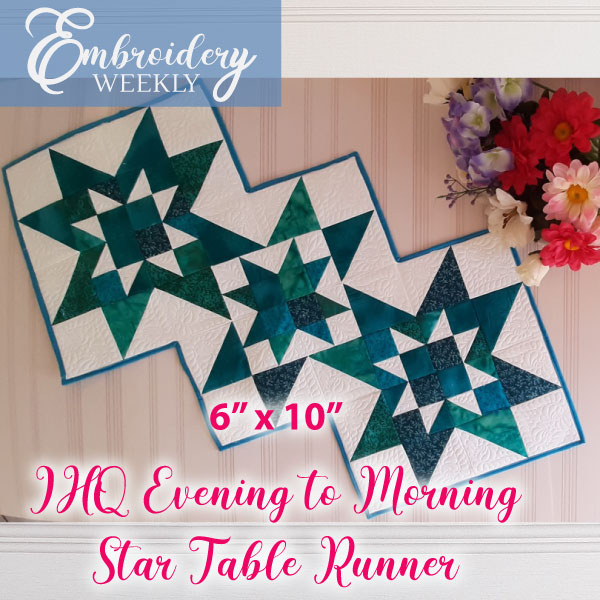 Embroidery
WEEKLY
6” x 10”
IHQ Evening to Morning
Star Table Runner